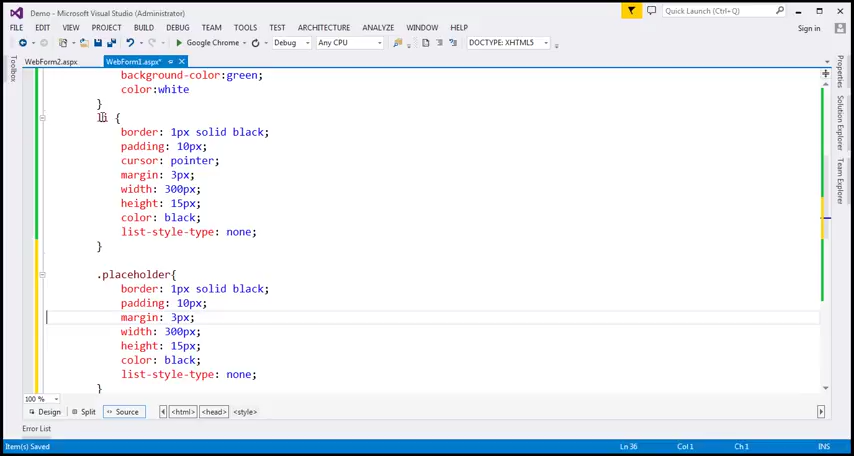 Demo - Microsoft Visual Studio (Administrator)
Quick Launch (Ctrl+Q)
FILE EDIT VIEW PROJECT BUILD DEBUG TEAM TOOLS TEST ARCHITECTURE ANALYZE WINDOW HELP
Sign in
Google Chrome Debug Any CPU DOCTYPE: XHTML5
Toolbox
WebForm2.aspx WebForm1.aspx*
Properties
Solution Explorer
Team Explorer
background-color:green;
color:white
}
li {
border: 1px solid black;
padding: 10px;
cursor: pointer;
margin: 3px;
width: 300px;
height: 15px;
color: black;
list-style-type: none;
}
.placeholder{
border: 1px solid black;
padding: 10px;
margin: 3px;
width: 300px;
height: 15px;
color: black;
list-style-type: none;
}
100 %
Design Split Source <html> <head> <style>
Error List
Item(s) Saved Ln 36 Col 1 Ch 1 INS